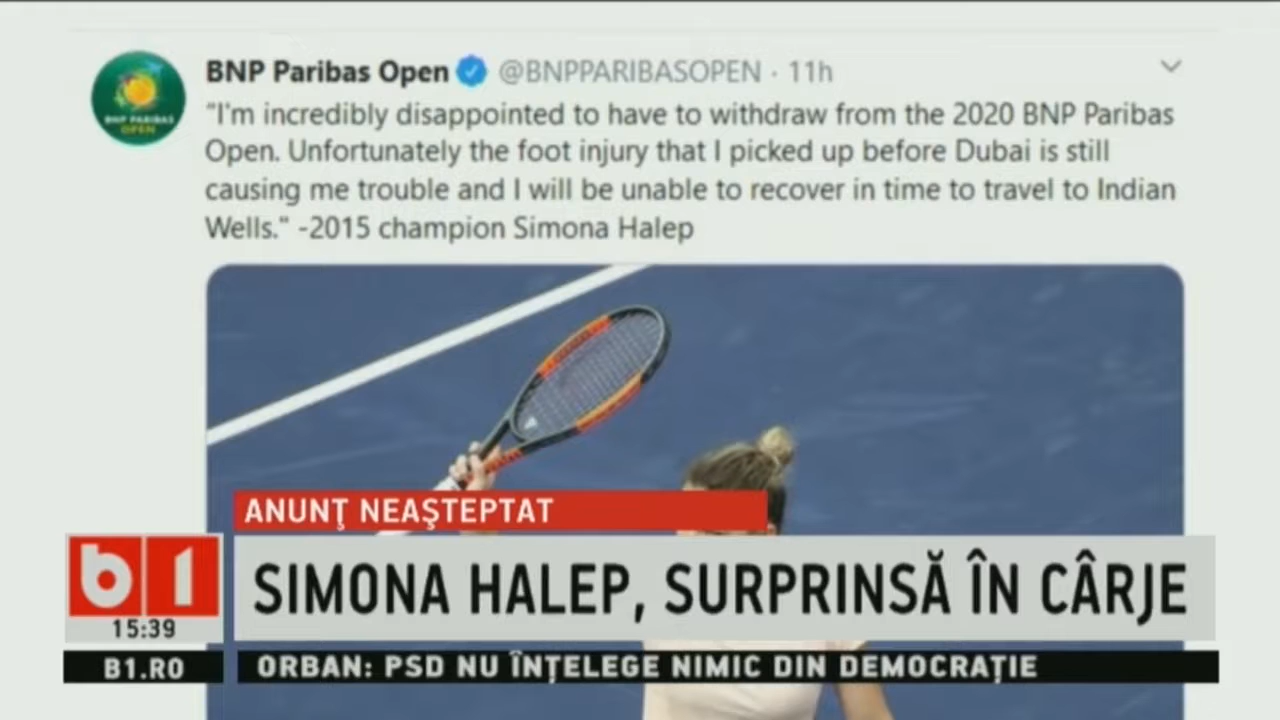 BNP Paribas Open @BNPPARIBASOPEN · 11h
"I'm incredibly disappointed to have to withdraw from the 2020 BNP Paribas
Open. Unfortunately the foot injury that I picked up before Dubai is still
causing me trouble and I will be unable to recover in time to travel to Indian
Wells." -2015 champion Simona Halep
BNP PARIBAS
OPEN
ANUNŢ NEAŞTEPTAT
b1
SIMONA HALEP, SURPRINSĂ ÎN CÂRJE
15:39
B1.RO
ORBAN: PSD NU ÎNŢELEGE NIMIC DIN DEMOCRAŢIE